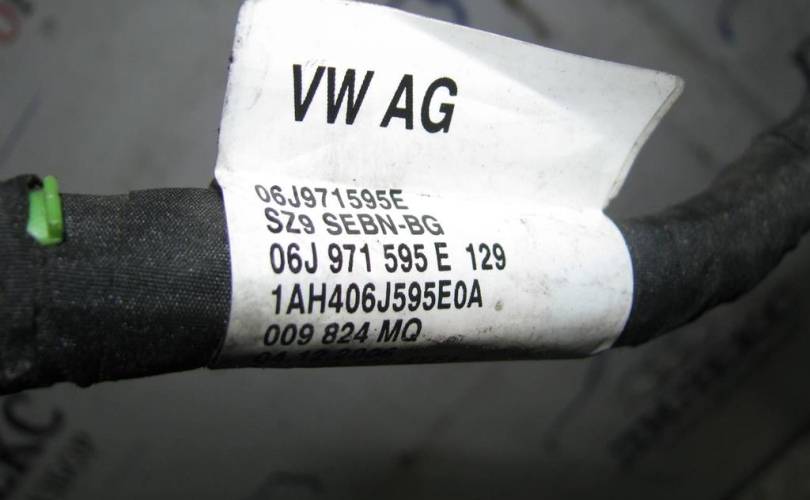 VW AG
06J971595E
SZ9 SEBN-BG
06J 971 595 E 129
1AH406J595E0A
009 824 MQ